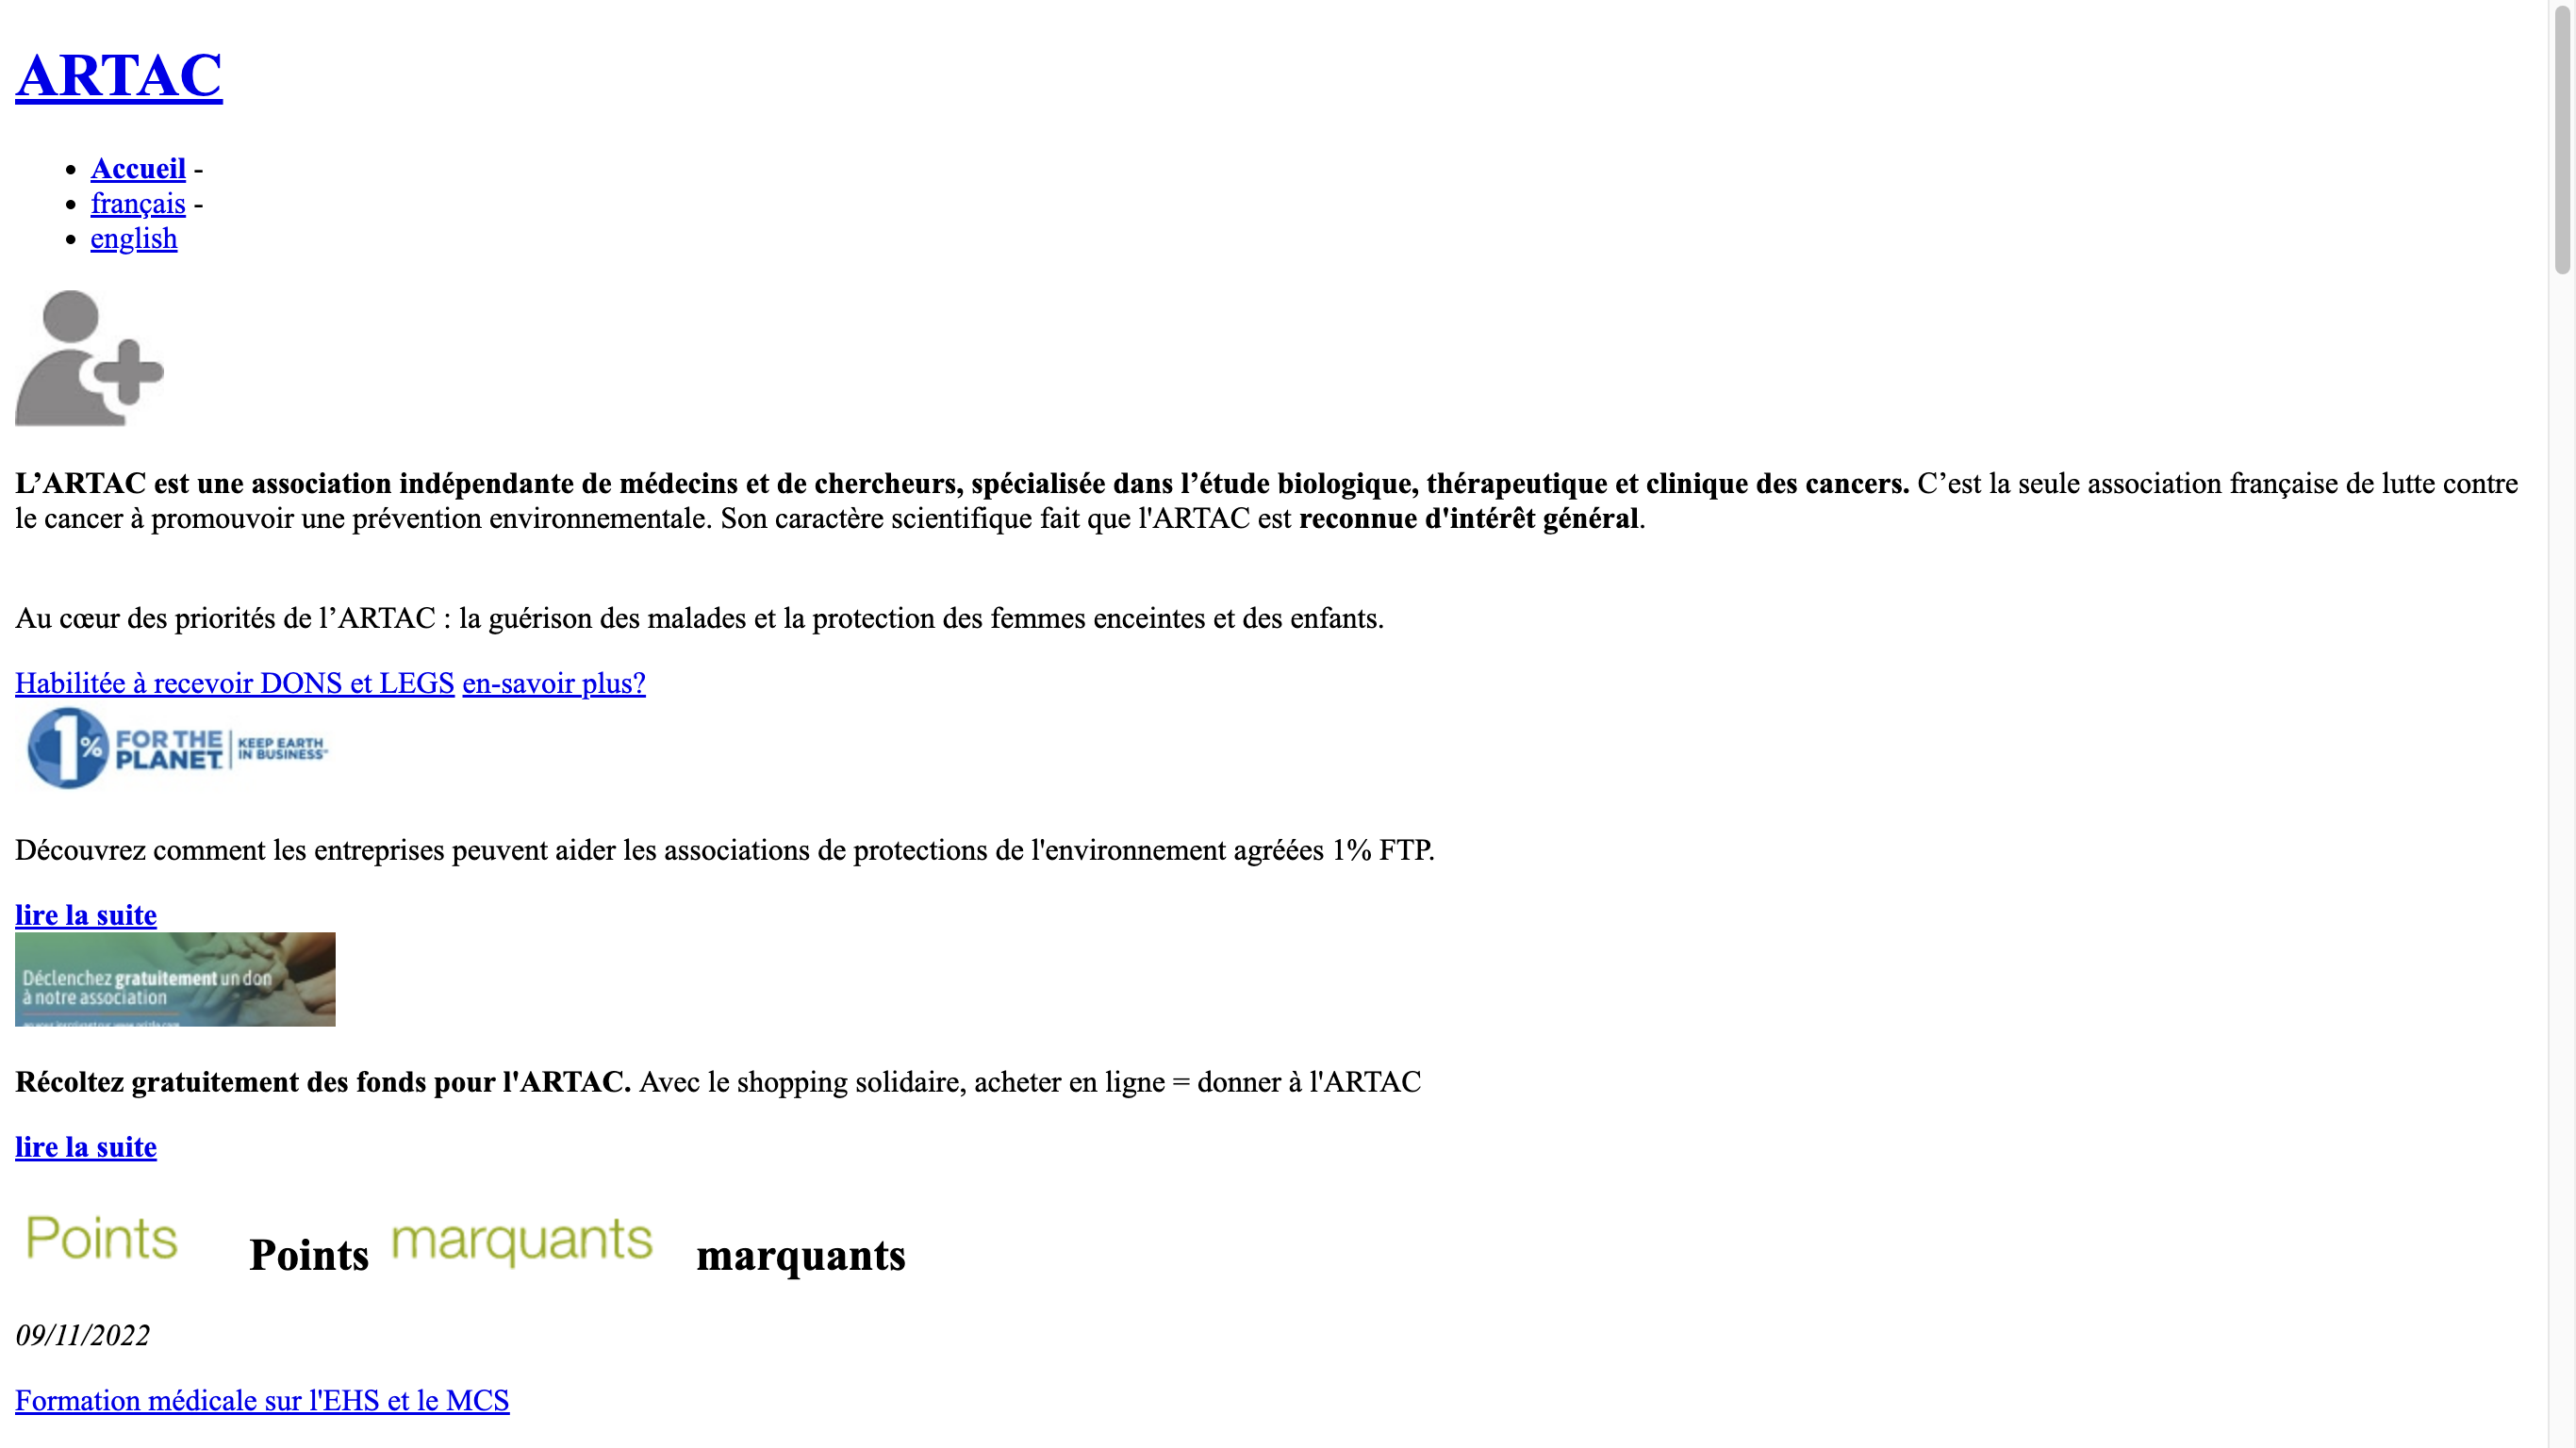 ARTAC
Accueil -
français -
english
L’ARTAC est une association indépendante de médecins et de chercheurs, spécialisée dans l’étude biologique, thérapeutique et clinique des cancers. C’est la seule association française de lutte contre
le cancer à promouvoir une prévention environnementale. Son caractère scientifique fait que l'ARTAC est reconnue d'intérêt général.
Au cœur des priorités de l’ARTAC : la guérison des malades et la protection des femmes enceintes et des enfants.
Habilitée à recevoir DONS et LEGS en-savoir plus?
1% FOR THE PLANET KEEP EARTH IN BUSINESS
Découvrez comment les entreprises peuvent aider les associations de protections de l'environnement agréées 1% FTP.
lire la suite
Déclenchez gratuitement un don
à notre association
Récoltez gratuitement des fonds pour l'ARTAC. Avec le shopping solidaire, acheter en ligne = donner à l'ARTAC
lire la suite
Points Points marquants marquants
09/11/2022
Formation médicale sur l'EHS et le MCS